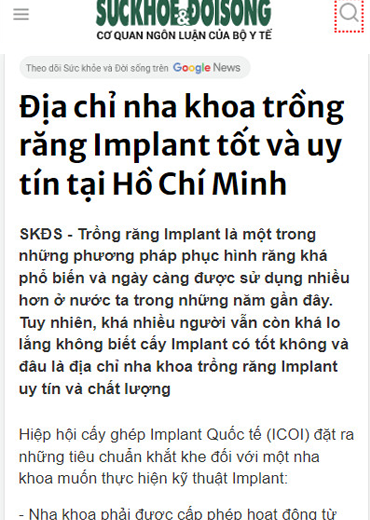 SUCKHOE&ĐOISONG
CƠ QUAN NGÔN LUẬN CỦA BỘ Y TẾ
Theo dõi Sức khỏe và Đời sống trên Google News
Địa chỉ nha khoa trồng
răng Implant tốt và uy
tín tại Hồ Chí Minh
SKĐS - Trồng răng Implant là một trong
những phương pháp phục hình răng khá
phổ biến và ngày càng được sử dụng nhiều
hơn ở nước ta trong những năm gần đây.
Tuy nhiên, khá nhiều người vẫn còn khá lo
lắng không biết cấy Implant có tốt không và
đâu là địa chỉ nha khoa trồng răng Implant
uy tín và chất lượng
Hiệp hội cấy ghép Implant Quốc tế (ICOI) đặt ra
những tiêu chuẩn khắt khe đối với một nha
khoa muốn thực hiện kỹ thuật Implant:
- Nha khoa phải được cấp phép hoạt động từ